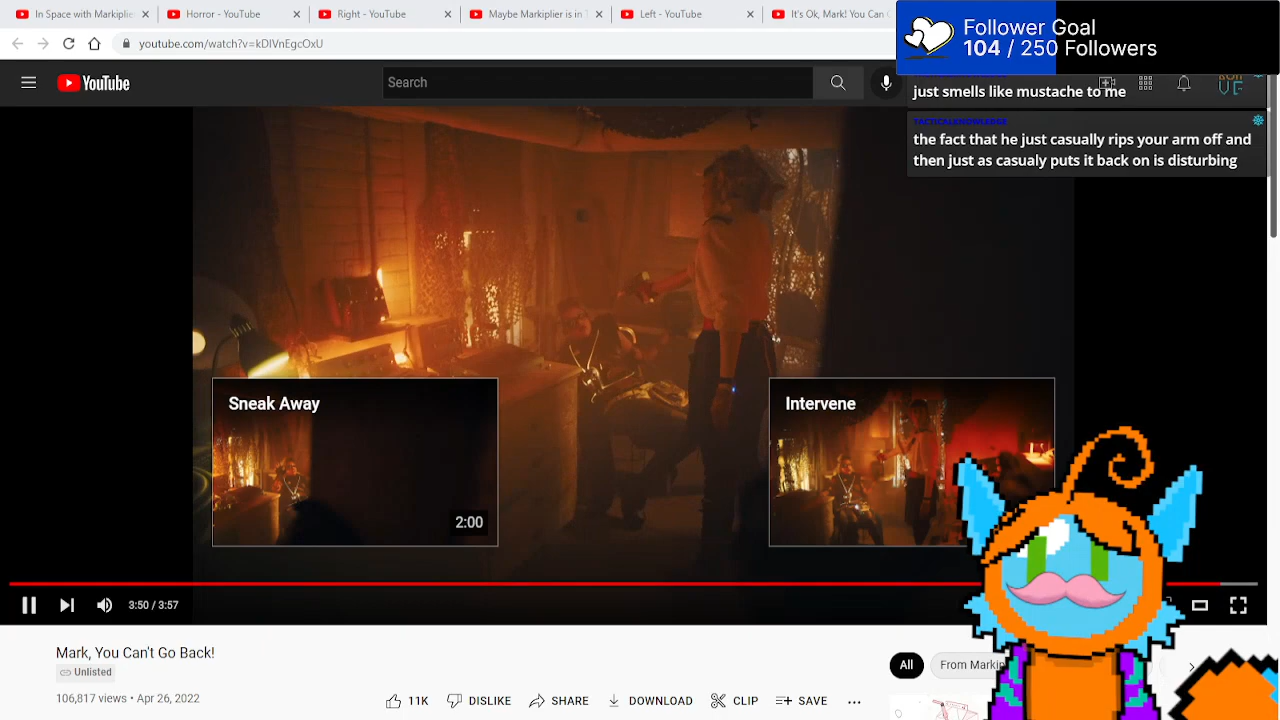 In Space with Markiplier
Horror - YouTube
Right - YouTube
Maybe Markiplier is in T
Left - YouTube
It's Ok, Mark! You Can G
youtube.com/watch?v=kDIVnEgcOxU
Follower Goal
104 / 250 Followers
YouTube
Search
just smells like mustache to me
TACTICALKNOWLEDGE
the fact that he just casually rips your arm off and
then just as casualy puts it back on is disturbing
Sneak Away
2:00
Intervene
3:50 / 3:57
Mark, You Can't Go Back!
Unlisted
106,817 views • Apr 26, 2022
11K
DISLIKE
SHARE
DOWNLOAD
CLIP
SAVE
All
From Markip